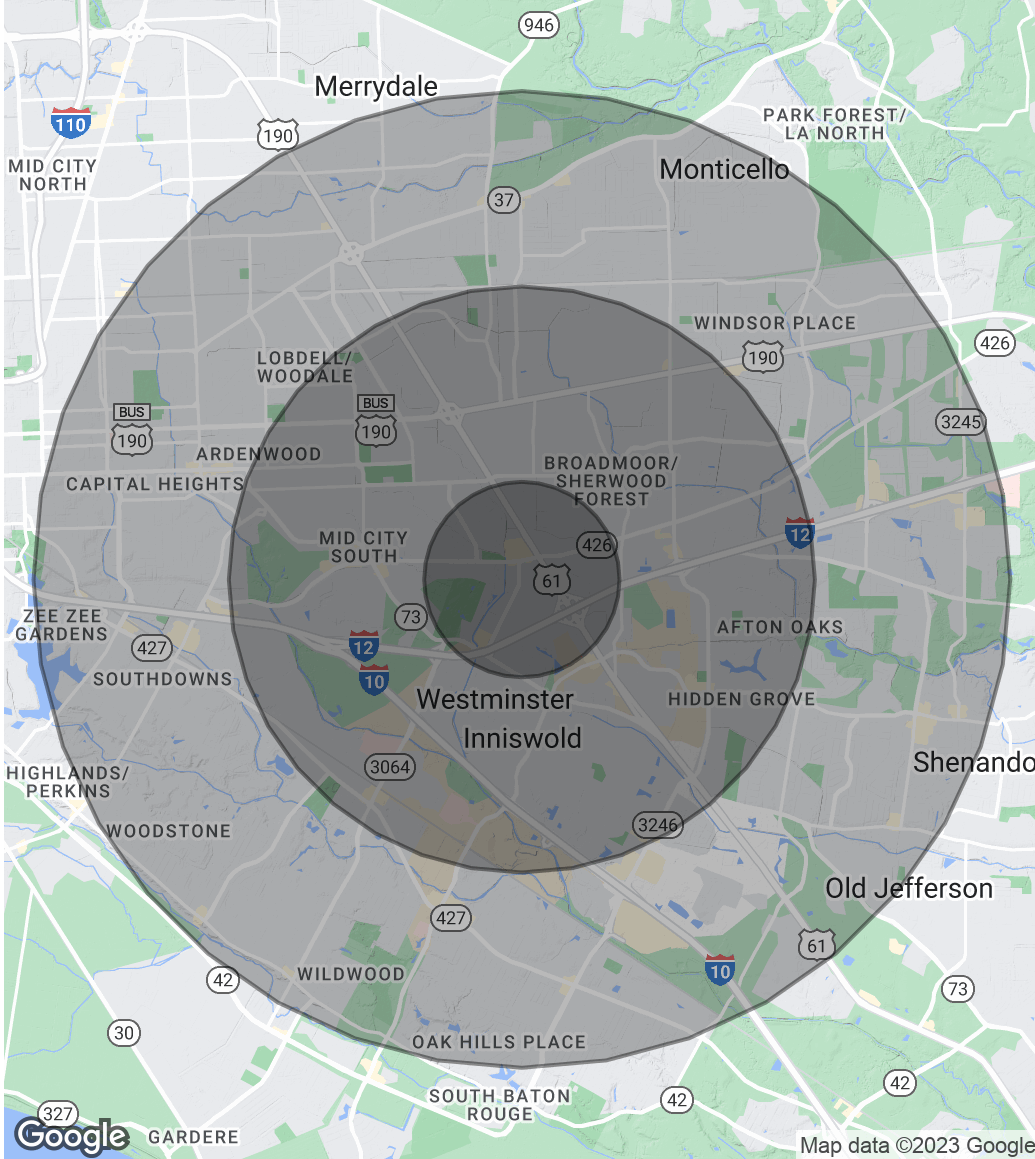 946
Merrydale
110
190
PARK FOREST/
LA NORTH
MID CITY
NORTH
Monticello
37
WINDSOR PLACE
426
190
LOBDELL/
WOODALE
BUS
190
BUS
190
3245
ARDENWOOD
BROADMOOR/
SHERWOOD
FOREST
CAPITAL HEIGHTS
MID CITY
SOUTH
426
12
61
ZEE ZEE
GARDENS
73
427
12
AFTON OAKS
SOUTHDOWNS
10
Westminster
HIDDEN GROVE
Inniswold
Shenando
3064
HIGHLANDS/
PERKINS
WOODSTONE
3246
Old Jefferson
427
61
WILDWOOD
10
42
73
30
OAK HILLS PLACE
42
SOUTH BATON
ROUGE
42
327
Google
GARDERE
Map data ©2023 Google